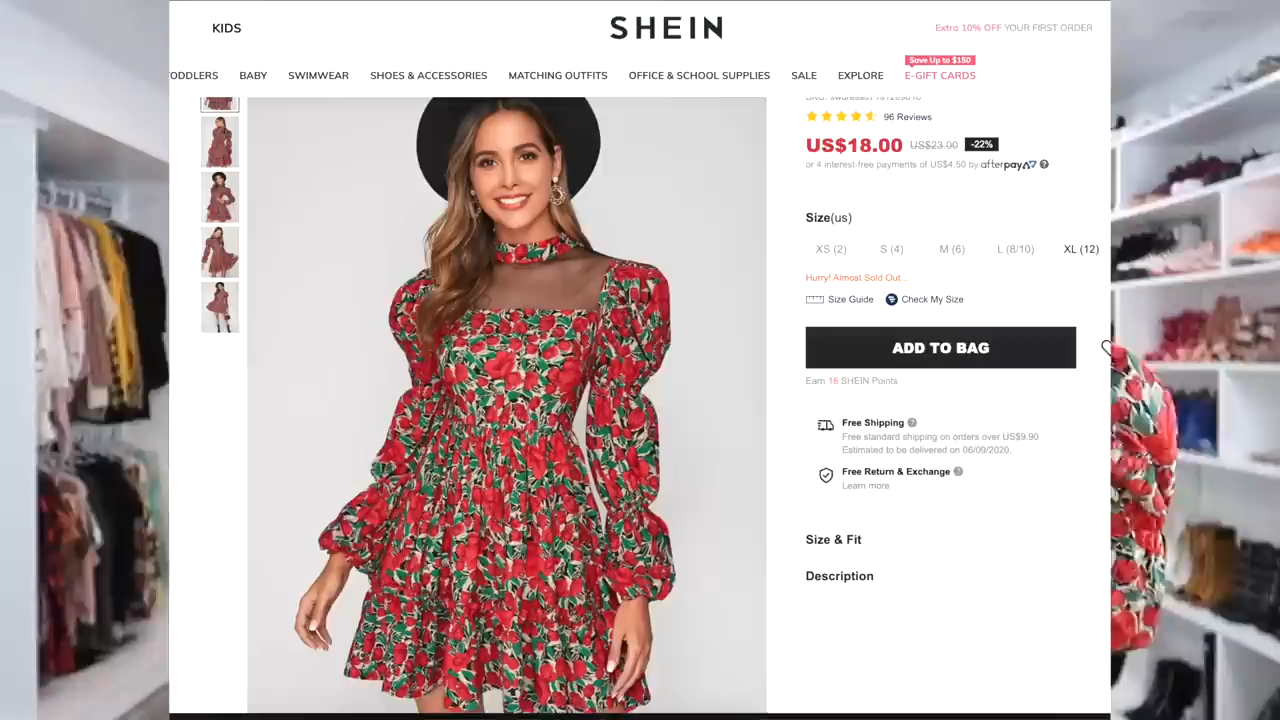 KIDS
SHEIN
Extra 10% OFF YOUR FIRST ORDER
Save Up to $150
ODDLERS BABY SWIMWEAR SHOES & ACCESSORIES MATCHING OUTFITS OFFICE & SCHOOL SUPPLIES SALE EXPLORE E-GIFT CARDS
96 Reviews
US$18.00 US$23.00 -22%
or 4 interest-free payments of US$4.50 by afterpay ?
Size(us)
XS (2) S (4) M (6) L (8/10) XL (12)
Hurry! Almost Sold Out...
Size Guide Check My Size
ADD TO BAG
Earn 18 SHEIN Points
Free Shipping ?
Free standard shipping on orders over US$9.90
Estimated to be delivered on 06/09/2020.
Free Return & Exchange ?
Learn more
Size & Fit
Description